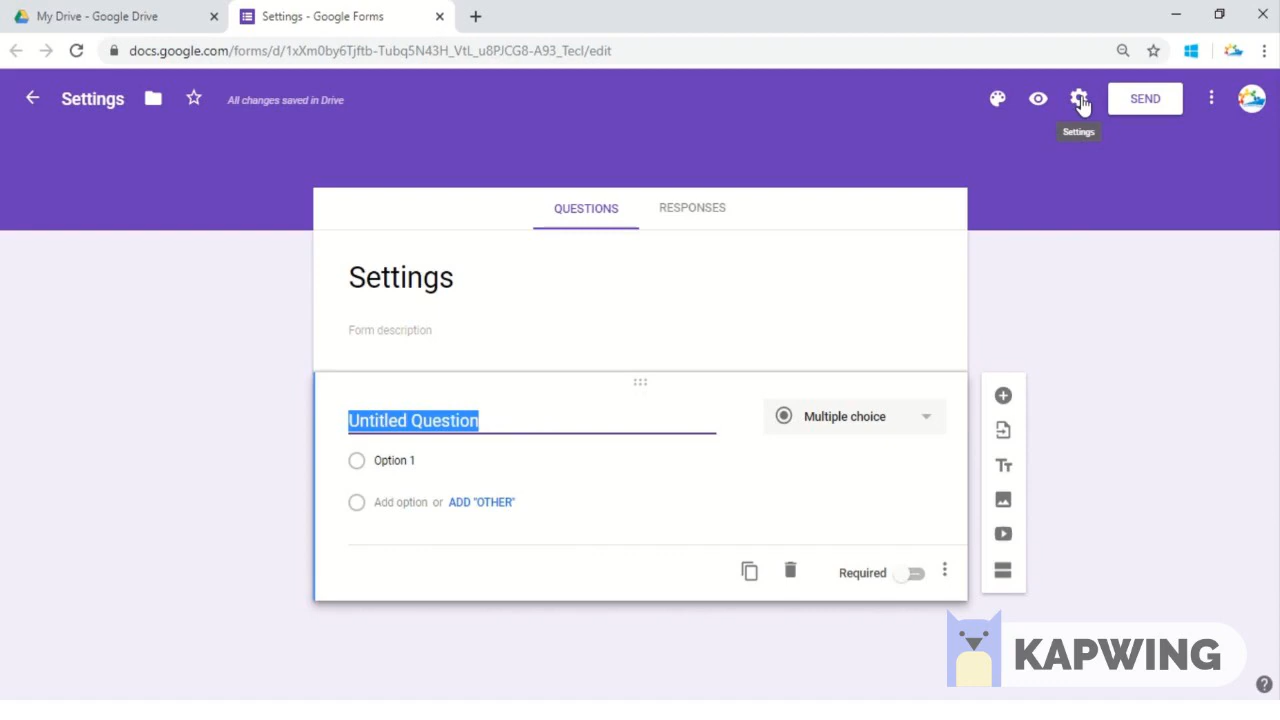 My Drive - Google Drive
Settings - Google Forms
docs.google.com/forms/d/1xXm0by6Tjftb-Tubq5N43H_VtL_u8PJCG8-A93_TecI/edit
Settings
All changes saved in Drive
SEND
Settings
QUESTIONS
RESPONSES
Settings
Form description
Untitled Question
Multiple choice
Option 1
Add option or ADD "OTHER"
Tт
Required
KAPWING